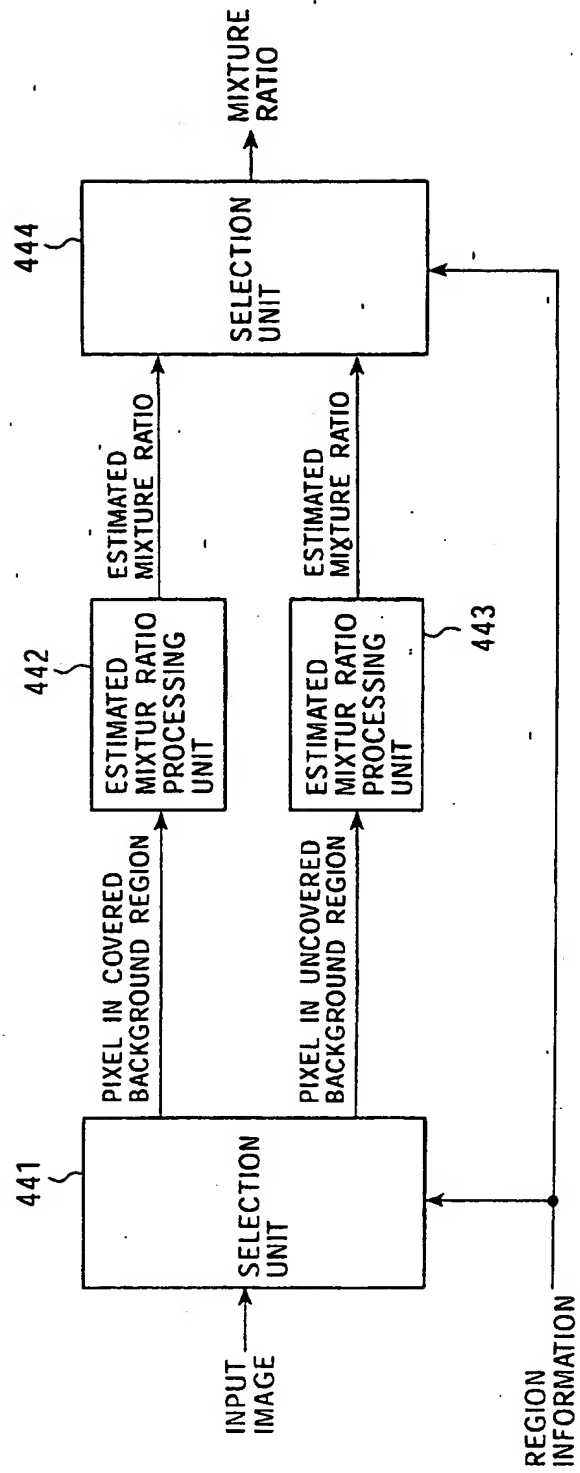 INPUT
IMAGE
441
SELECTION
UNIT
PIXEL IN COVERED
BACKGROUND REGION
PIXEL IN UNCOVERED
BACKGROUND REGION
442
ESTIMATED
MIXTUR RATIO
PROCESSING
UNIT
ESTIMATED
MIXTUR RATIO
PROCESSING
UNIT
443
ESTIMATED
MIXTURE RATIO
ESTIMATED
MIXTURE RATIO
444
SELECTION
UNIT
MIXTURE
RATIO
REGION
INFORMATION